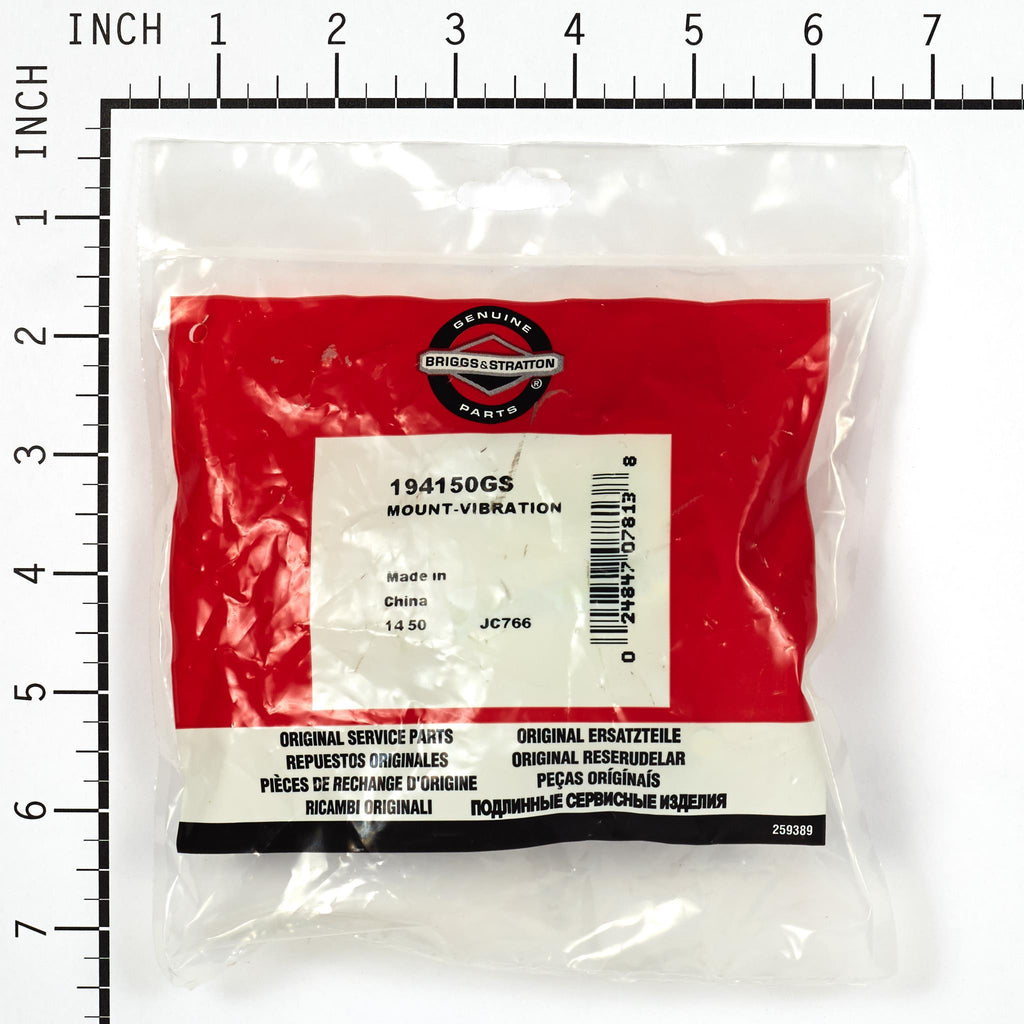 INCH 1 2 3 4 5 6 7
INCH 1 2 3 4 5 6 7
GENUINE
BRIGGS&STRATTON
®
PARTS
194150GS
MOUNT-VIBRATION
Made in
China
14 50 JC766
0 24847 07813 8
ORIGINAL SERVICE PARTS
REPUESTOS ORIGINALES
PIÈCES DE RECHANGE D'ORIGINE
RICAMBI ORIGINALI
ORIGINAL ERSATZTEILE
ORIGINAL RESERUDELAR
PEÇAS ORÍGÍNAÍS
ПОДЛИННЫЕ СЕРВИСНЫЕ ИЗДЕЛИЯ
259389